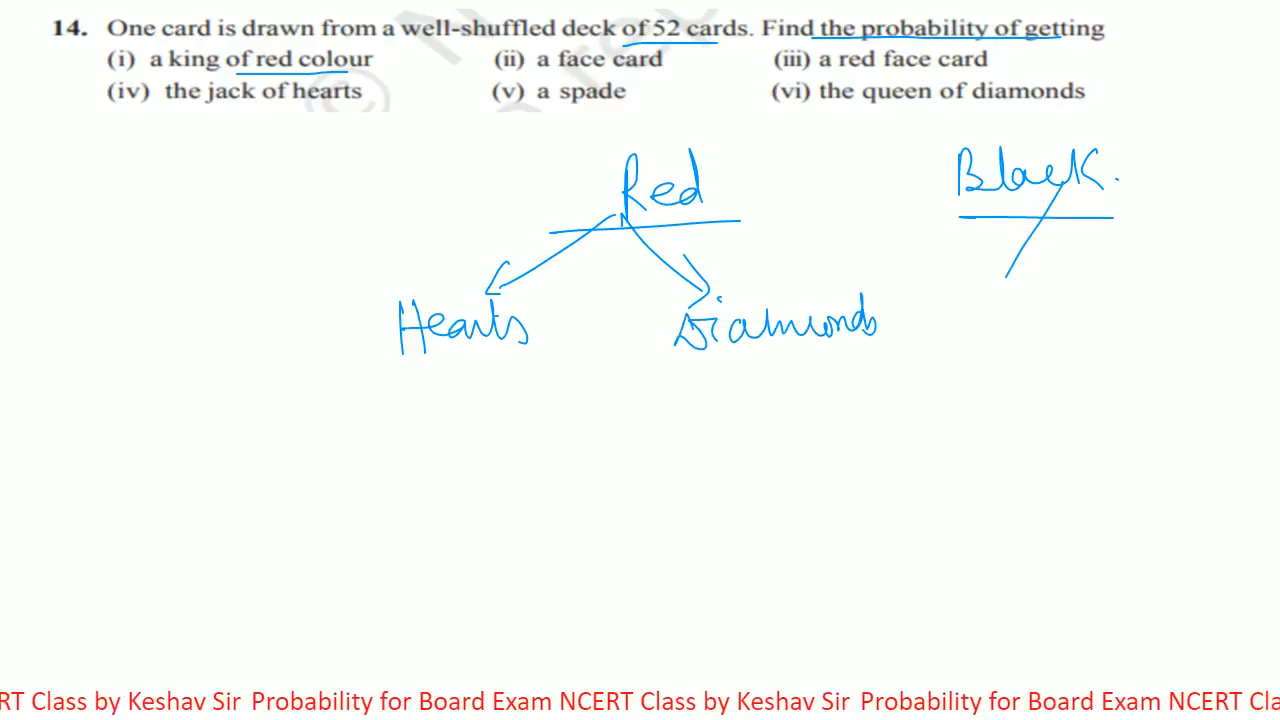 14. One card is drawn from a well-shuffled deck of 52 cards. Find the probability of getting
(i) a king of red colour (ii) a face card (iii) a red face card
(iv) the jack of hearts (v) a spade (vi) the queen of diamonds
Red Black.
Hearts Diamonds
RT Class by Keshav Sir Probability for Board Exam NCERT Class by Keshav Sir Probability for Board Exam NCERT Cla